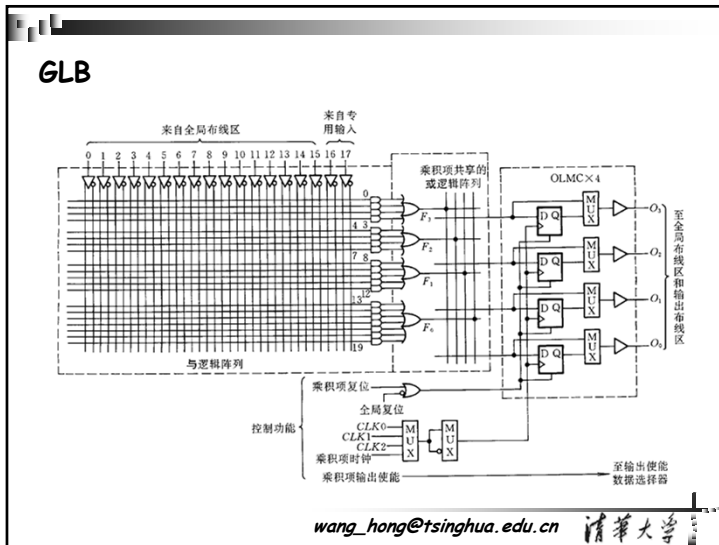 GLB
来自全局布线区
来自专
用输入
0 1 2 3 4 5 6 7 8 9 10 11 12 13 14 15 16 17
乘积项共享的
或逻辑阵列
OLMC×4
0
F3
4 3
F2
7 8
F1
12
13
F0
19
与逻辑阵列
D Q
MUX
O3
D Q
MUX
O2
D Q
MUX
O1
D Q
MUX
O0
至全局布线区和输出布线区
控制功能
乘积项复位
全局复位
CLK0
CLK1
CLK2
乘积项时钟
MUX
MUX
乘积项输出使能
至输出使能
数据选择器
wang_hong@tsinghua.edu.cn
清華大学